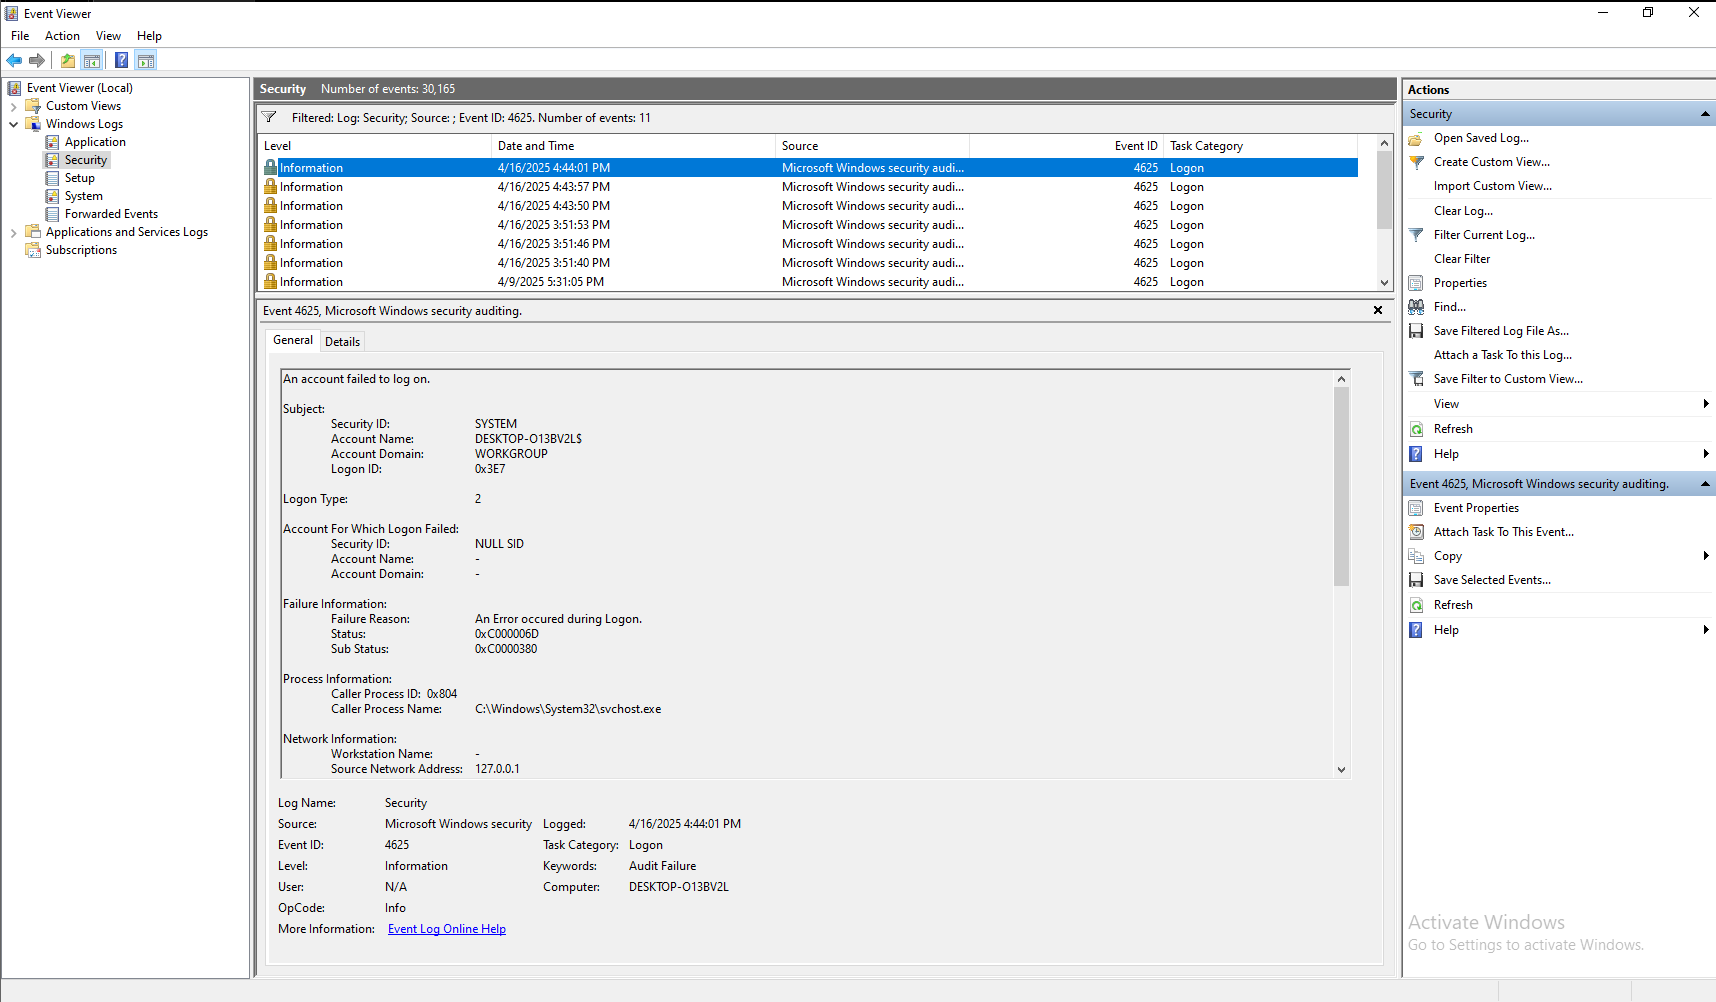 Event Viewer
File Action View Help
Event Viewer (Local)
Custom Views
Windows Logs
Application
Security
Setup
System
Forwarded Events
Applications and Services Logs
Subscriptions
Security Number of events: 30,165
Filtered: Log: Security; Source: ; Event ID: 4625. Number of events: 11
Level Date and Time Source Event ID Task Category
Information 4/16/2025 4:44:01 PM Microsoft Windows security audi... 4625 Logon
Information 4/16/2025 4:43:57 PM Microsoft Windows security audi... 4625 Logon
Information 4/16/2025 4:43:50 PM Microsoft Windows security audi... 4625 Logon
Information 4/16/2025 3:51:53 PM Microsoft Windows security audi... 4625 Logon
Information 4/16/2025 3:51:46 PM Microsoft Windows security audi... 4625 Logon
Information 4/16/2025 3:51:40 PM Microsoft Windows security audi... 4625 Logon
Information 4/9/2025 5:31:05 PM Microsoft Windows security audi... 4625 Logon
Event 4625, Microsoft Windows security auditing.
General Details
An account failed to log on.
Subject:
Security ID: SYSTEM
Account Name: DESKTOP-O13BV2L$
Account Domain: WORKGROUP
Logon ID: 0x3E7
Logon Type: 2
Account For Which Logon Failed:
Security ID: NULL SID
Account Name: -
Account Domain: -
Failure Information:
Failure Reason: An Error occured during Logon.
Status: 0xC000006D
Sub Status: 0xC0000380
Process Information:
Caller Process ID: 0x804
Caller Process Name: C:\Windows\System32\svchost.exe
Network Information:
Workstation Name: -
Source Network Address: 127.0.0.1
Log Name: Security
Source: Microsoft Windows security Logged: 4/16/2025 4:44:01 PM
Event ID: 4625 Task Category: Logon
Level: Information Keywords: Audit Failure
User: N/A Computer: DESKTOP-O13BV2L
OpCode: Info
More Information: Event Log Online Help
Actions
Security
Open Saved Log...
Create Custom View...
Import Custom View...
Clear Log...
Filter Current Log...
Clear Filter
Properties
Find...
Save Filtered Log File As...
Attach a Task To this Log...
Save Filter to Custom View...
View
Refresh
Help
Event 4625, Microsoft Windows security auditing.
Event Properties
Attach Task To This Event...
Copy
Save Selected Events...
Refresh
Help
Activate Windows
Go to Settings to activate Windows.